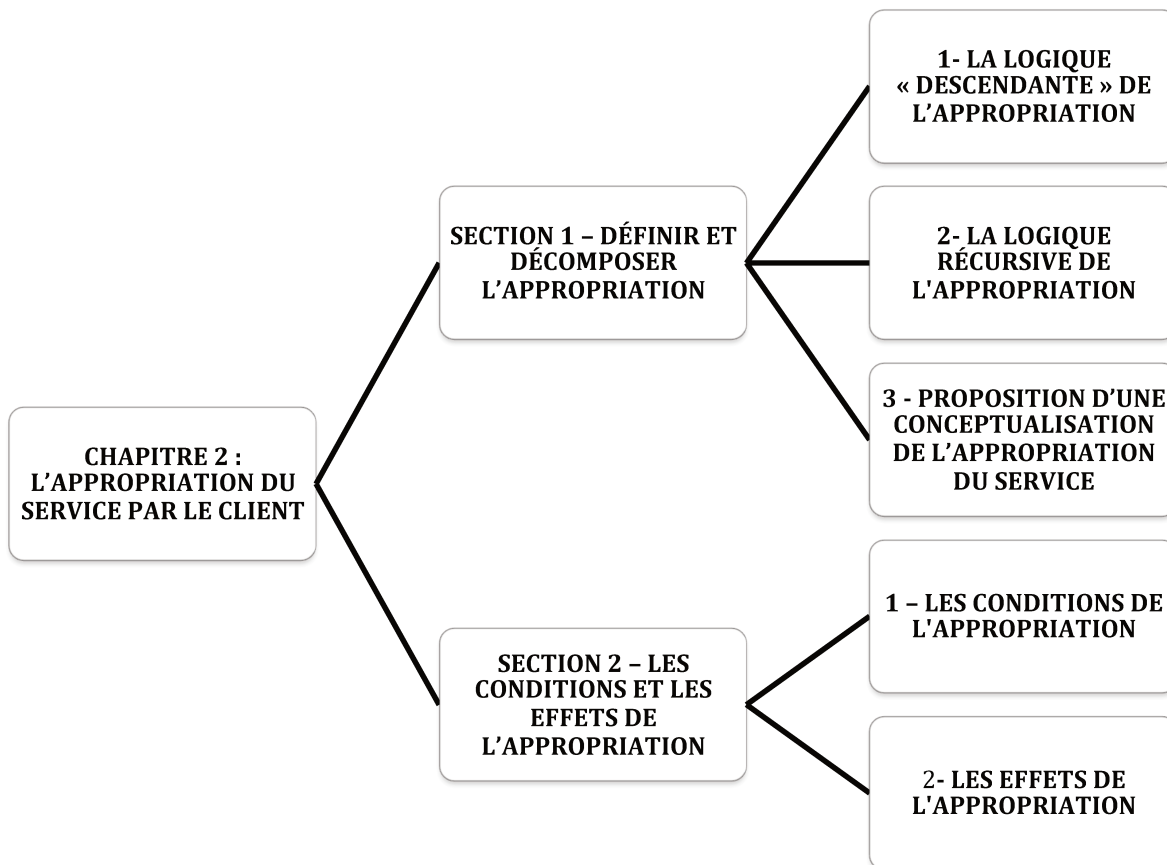 CHAPITRE 2 :
L’APPROPRIATION DU
SERVICE PAR LE CLIENT
SECTION 1 – DÉFINIR ET
DÉCOMPOSER
L’APPROPRIATION
1- LA LOGIQUE
« DESCENDANTE » DE
L’APPROPRIATION
2- LA LOGIQUE
RÉCURSIVE DE
L'APPROPRIATION
3 - PROPOSITION D’UNE
CONCEPTUALISATION
DE L’APPROPRIATION
DU SERVICE
SECTION 2 – LES
CONDITIONS ET LES
EFFETS DE
L’APPROPRIATION
1 – LES CONDITIONS DE
L'APPROPRIATION
2- LES EFFETS DE
L'APPROPRIATION